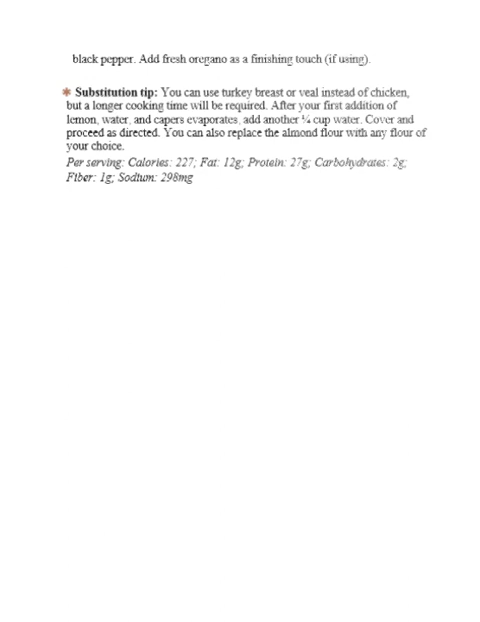 black pepper. Add fresh oregano as a finishing touch (if using).
✱ Substitution tip: You can use turkey breast or veal instead of chicken,
but a longer cooking time will be required. After your first addition of
lemon, water, and capers evaporates, add another ¼ cup water. Cover and
proceed as directed. You can also replace the almond flour with any flour of
your choice.
Per serving: Calories: 227; Fat: 12g; Protein: 27g; Carbohydrates: 2g;
Fiber: 1g; Sodium: 298mg